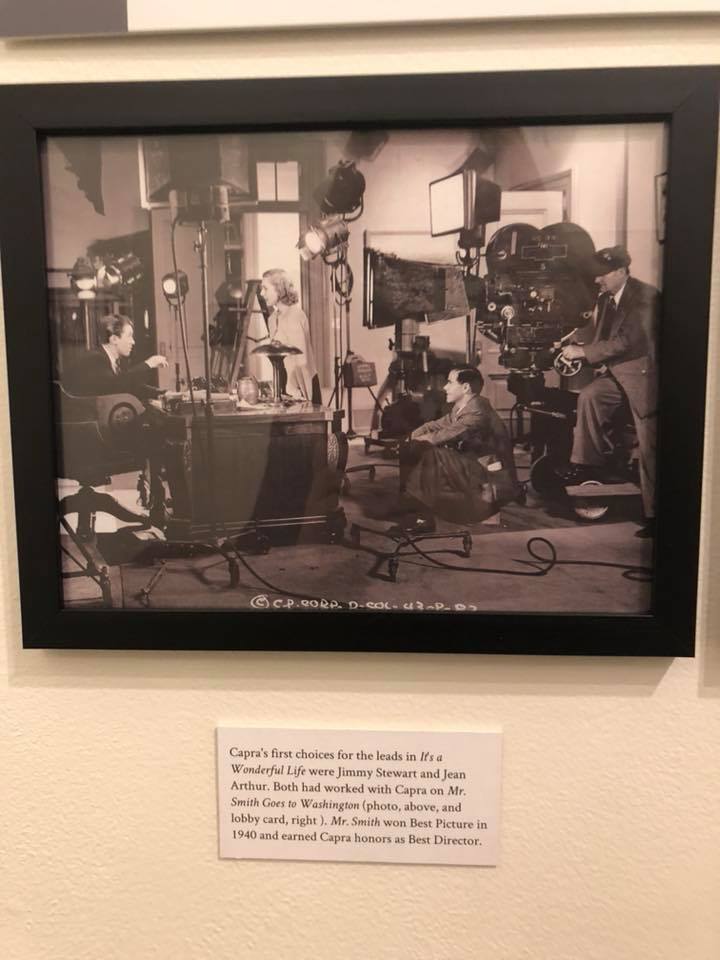 © C.P. CORP. D-COL-43-P-
Capra's first choices for the leads in It's a
Wonderful Life were Jimmy Stewart and Jean
Arthur. Both had worked with Capra on Mr.
Smith Goes to Washington (photo, above, and
lobby card, right ). Mr. Smith won Best Picture in
1940 and earned Capra honors as Best Director.